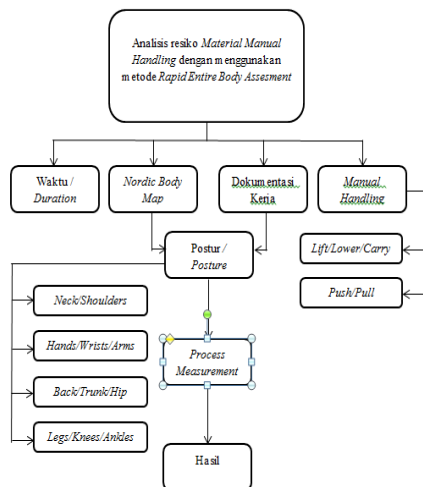 Analisis resiko Material Manual
Handling dengan menggunakan
metode Rapid Entire Body Assesment
Waktu /
Duration
Nordic Body
Map
Dokumentasi
Kerja
Manual
Handling
Postur /
Posture
Lift/Lower/Carry
Push/Pull
Neck/Shoulders
Hands/Wrists/Arms
Back/Trunk/Hip
Legs/Knees/Ankles
Process
Measurement
Hasil